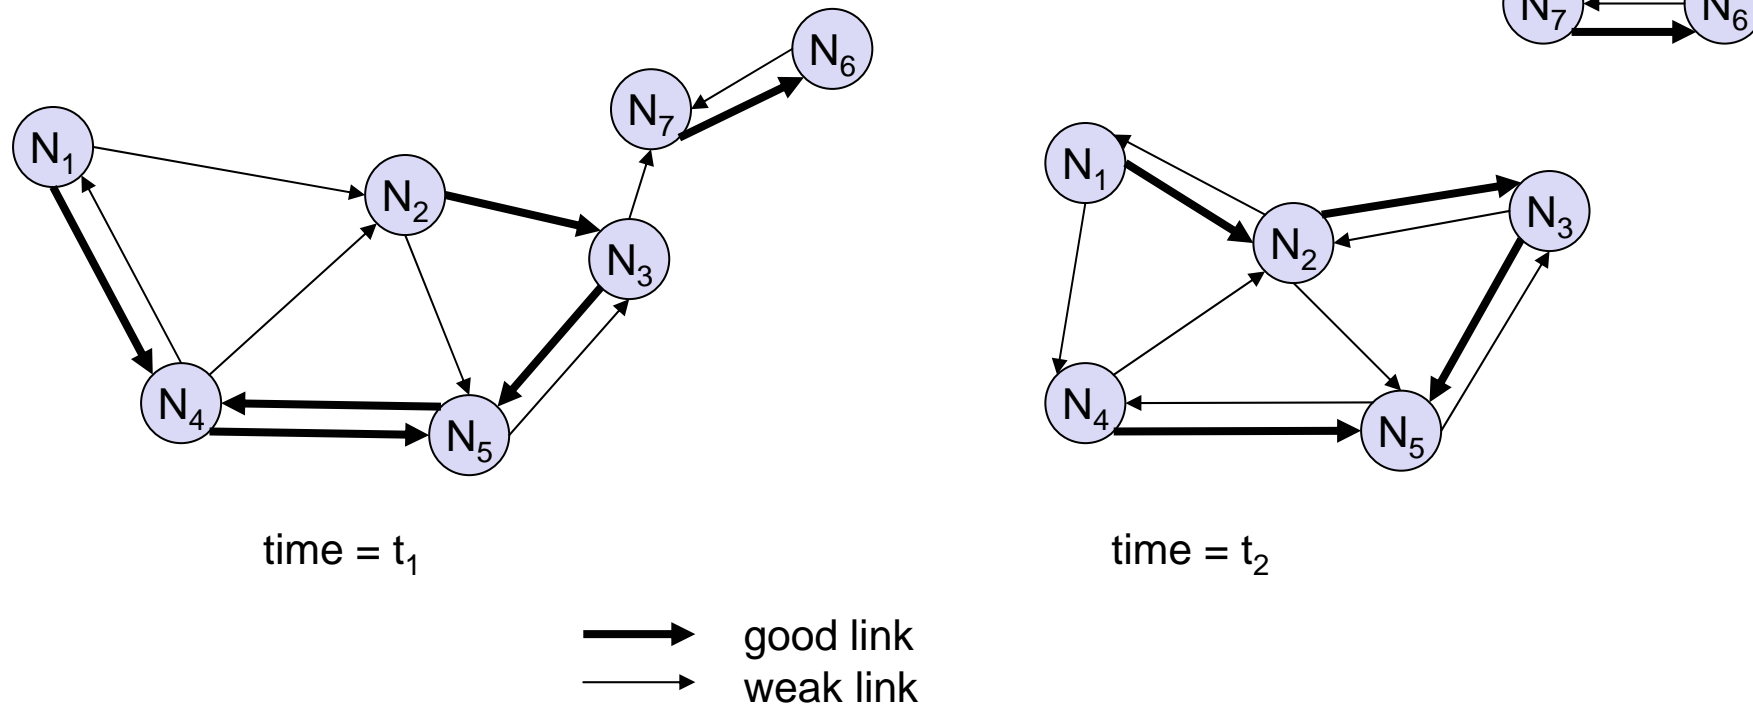 N6
N7
N1
N2
N3
N4
N5
time = t1
N7
N6
N1
N3
N2
N4
N5
time = t2
good link
weak link